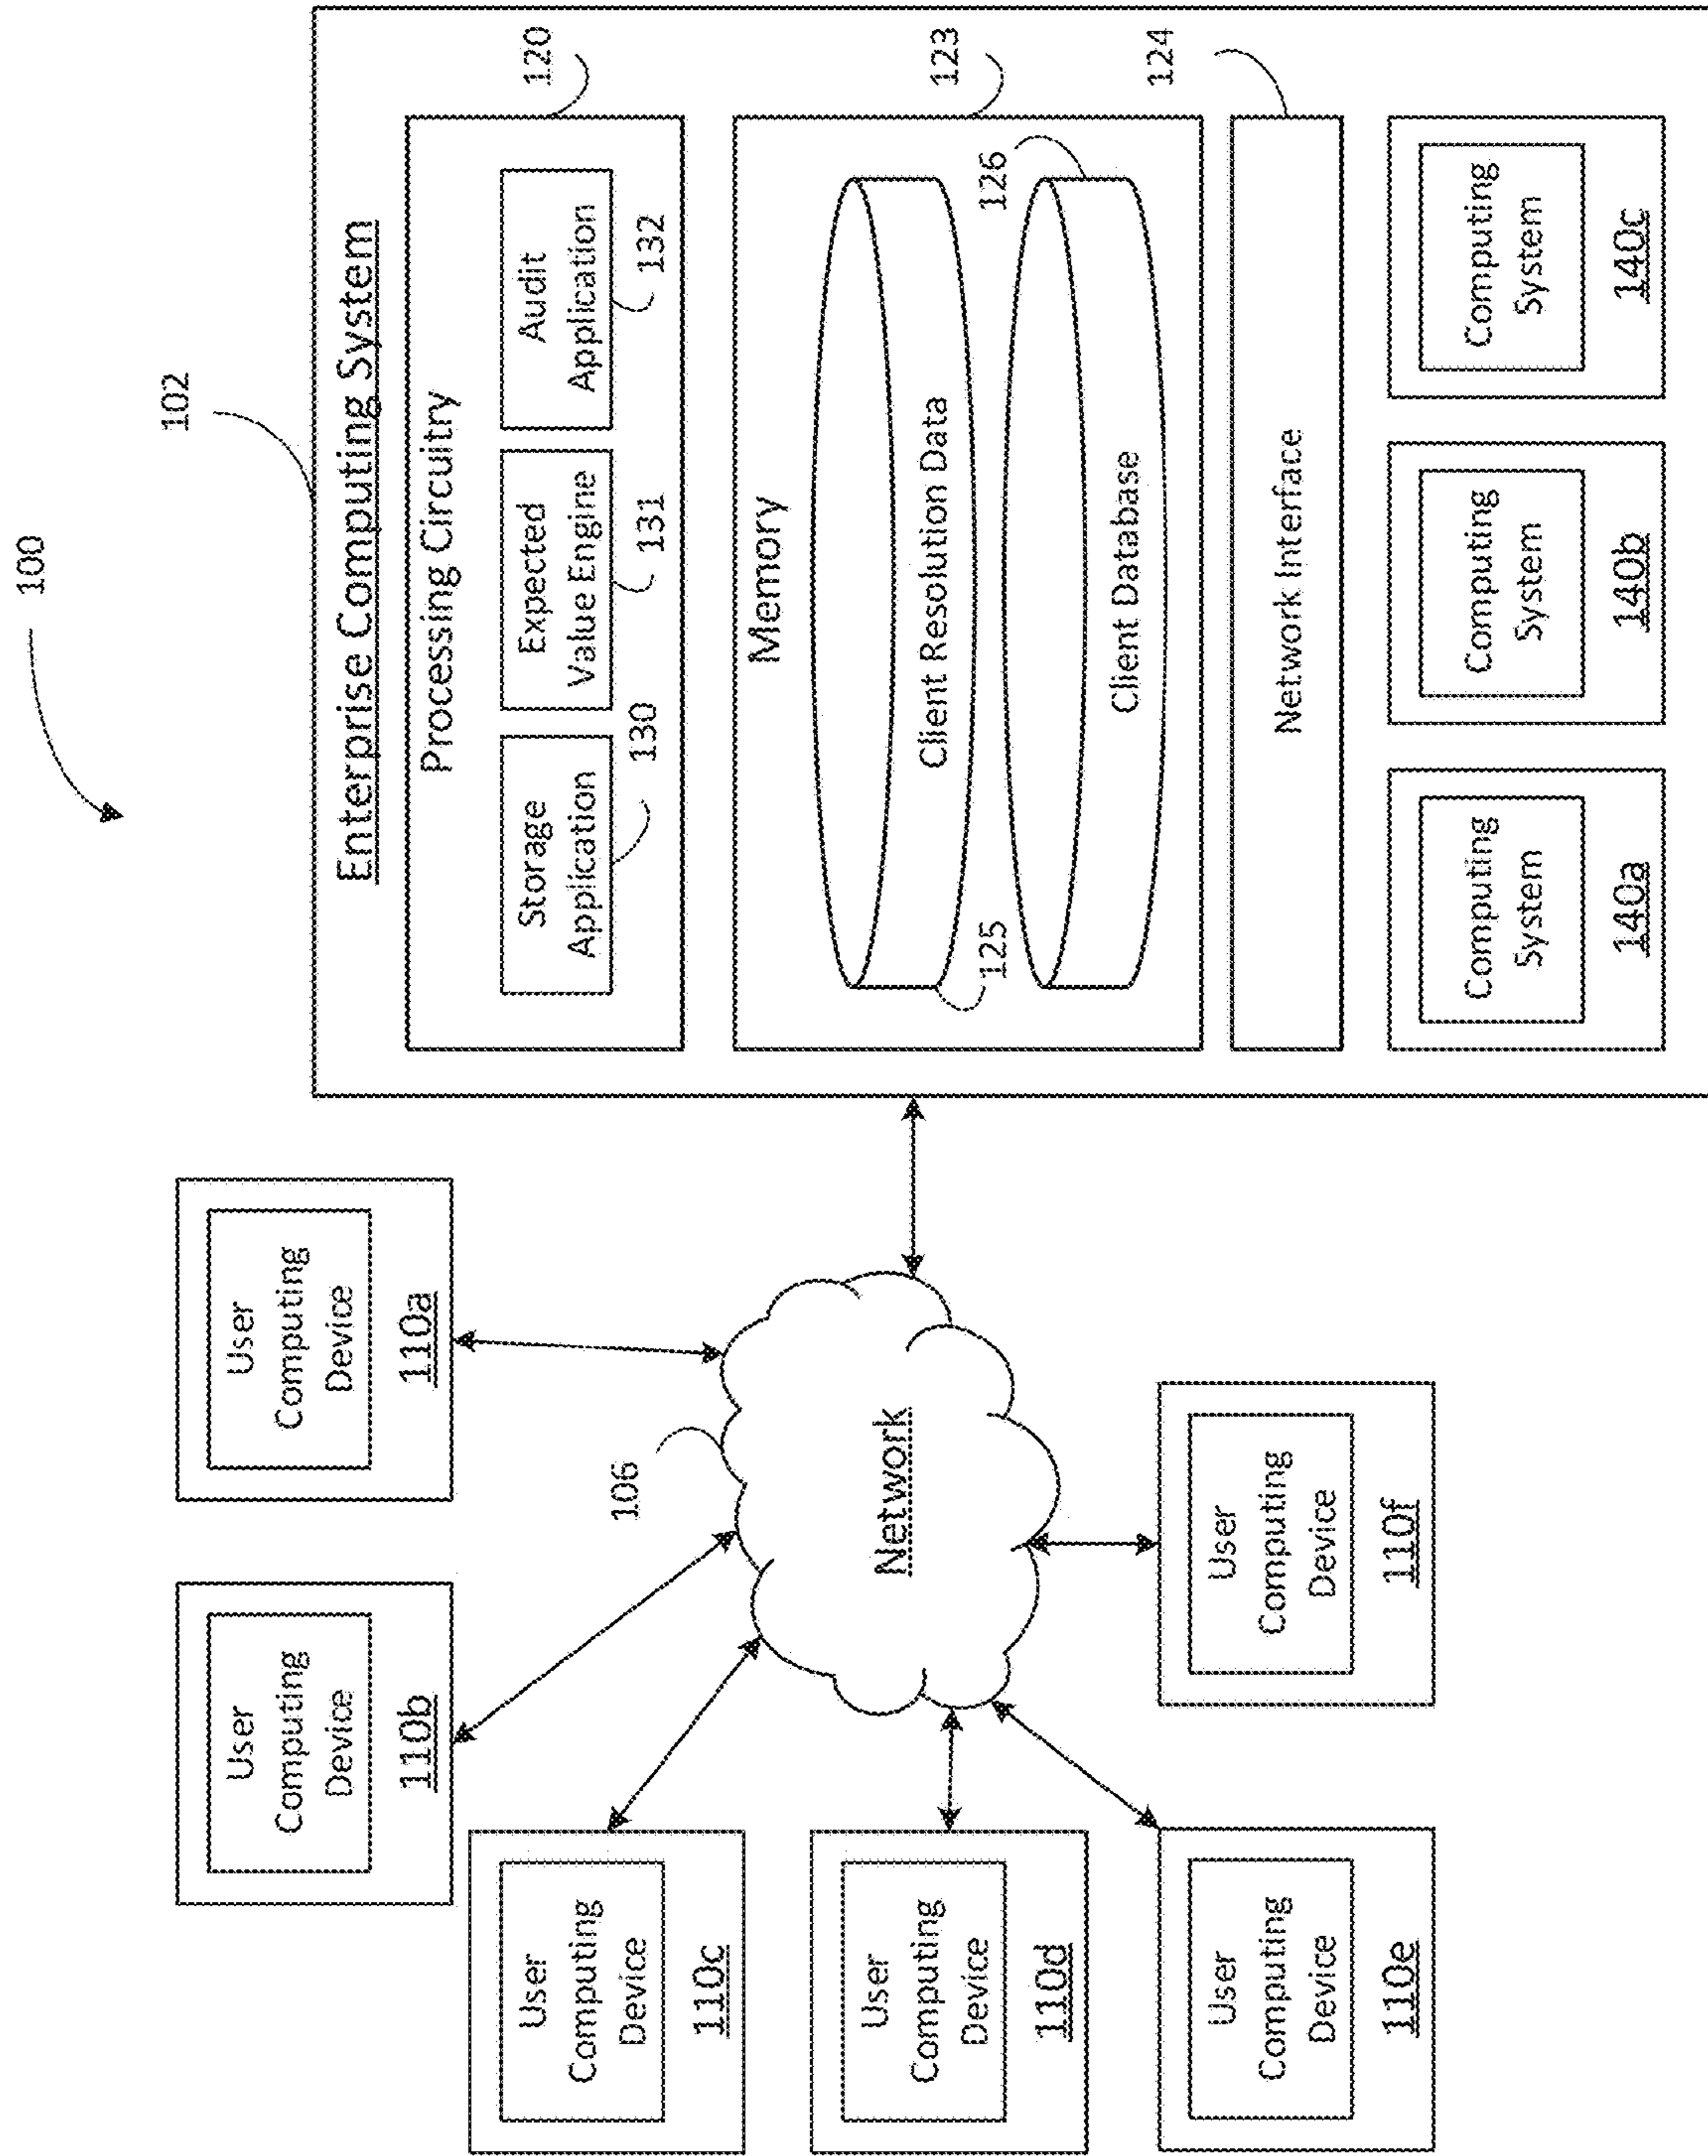 100
102
Enterprise Computing System
Processing Circuitry
120
Storage
Application
130
Expected
Value Engine
131
Audit
Application
132
Memory
123
Client Resolution Data
125
126
Client Database
124
Network Interface
Computing
System
140a
Computing
System
140b
Computing
System
140c
User
Computing
Device
110a
User
Computing
Device
110b
User
Computing
Device
110c
User
Computing
Device
110d
User
Computing
Device
110e
User
Computing
Device
110f
106
Network